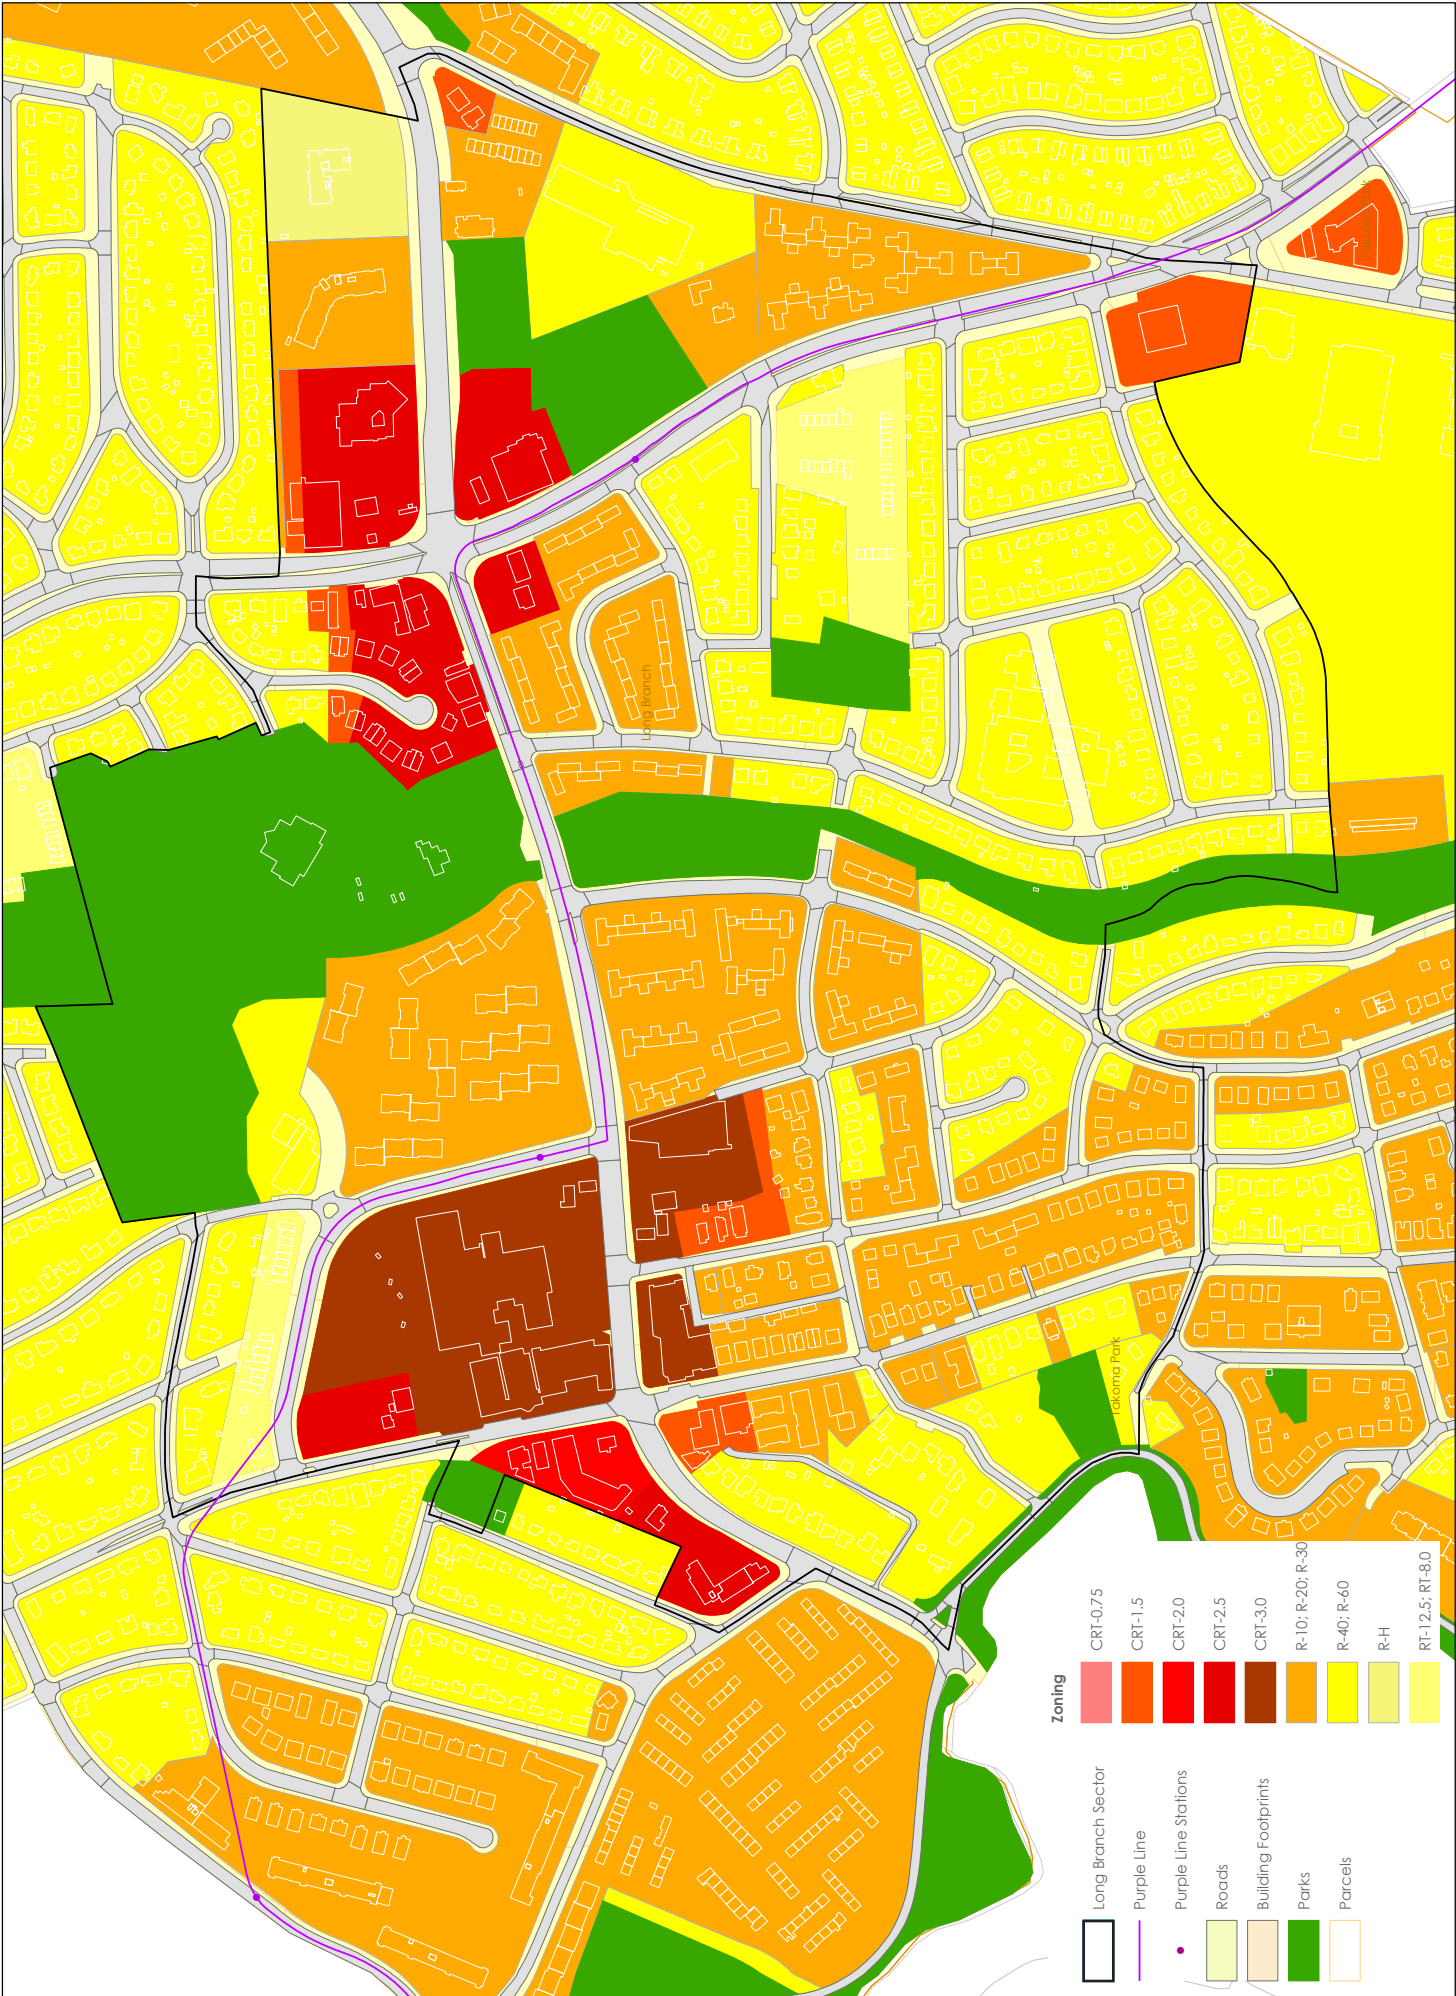 Long Branch
Takoma Park
Zoning
CRT-0.75
CRT-1.5
CRT-2.0
CRT-2.5
CRT-3.0
R-10; R-20; R-30
R-40; R-60
R-H
RT-12.5; RT-8.0
Long Branch Sector
Purple Line
Purple Line Stations
Roads
Building Footprints
Parks
Parcels